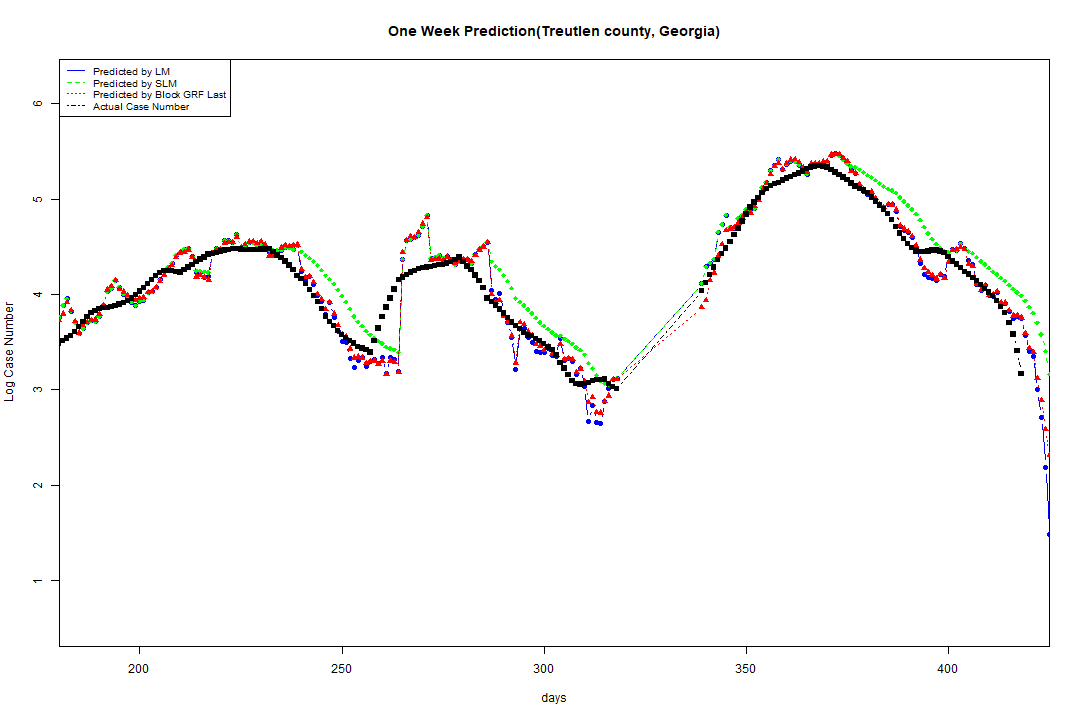 One Week Prediction(Treutlen county, Georgia)
Predicted by LM
Predicted by SLM
Predicted by Block GRF Last
Actual Case Number
6
5
4
3
2
1
Log Case Number
200 250 300 350 400
days